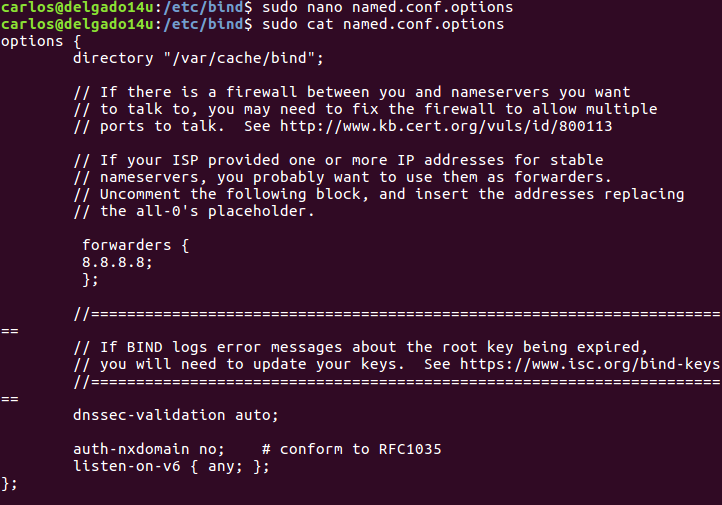 carlos@delgado14u:/etc/bind$ sudo nano named.conf.options
carlos@delgado14u:/etc/bind$ sudo cat named.conf.options
options {
        directory "/var/cache/bind";

        // If there is a firewall between you and nameservers you want
        // to talk to, you may need to fix the firewall to allow multiple
        // ports to talk.  See http://www.kb.cert.org/vuls/id/800113

        // If your ISP provided one or more IP addresses for stable
        // nameservers, you probably want to use them as forwarders.
        // Uncomment the following block, and insert the addresses replacing
        // the all-0's placeholder.

         forwarders {
         8.8.8.8;
         };

        //======================================================================
==
        // If BIND logs error messages about the root key being expired,
        // you will need to update your keys.  See https://www.isc.org/bind-keys
        //======================================================================
==
        dnssec-validation auto;

        auth-nxdomain no;    # conform to RFC1035
        listen-on-v6 { any; };
};